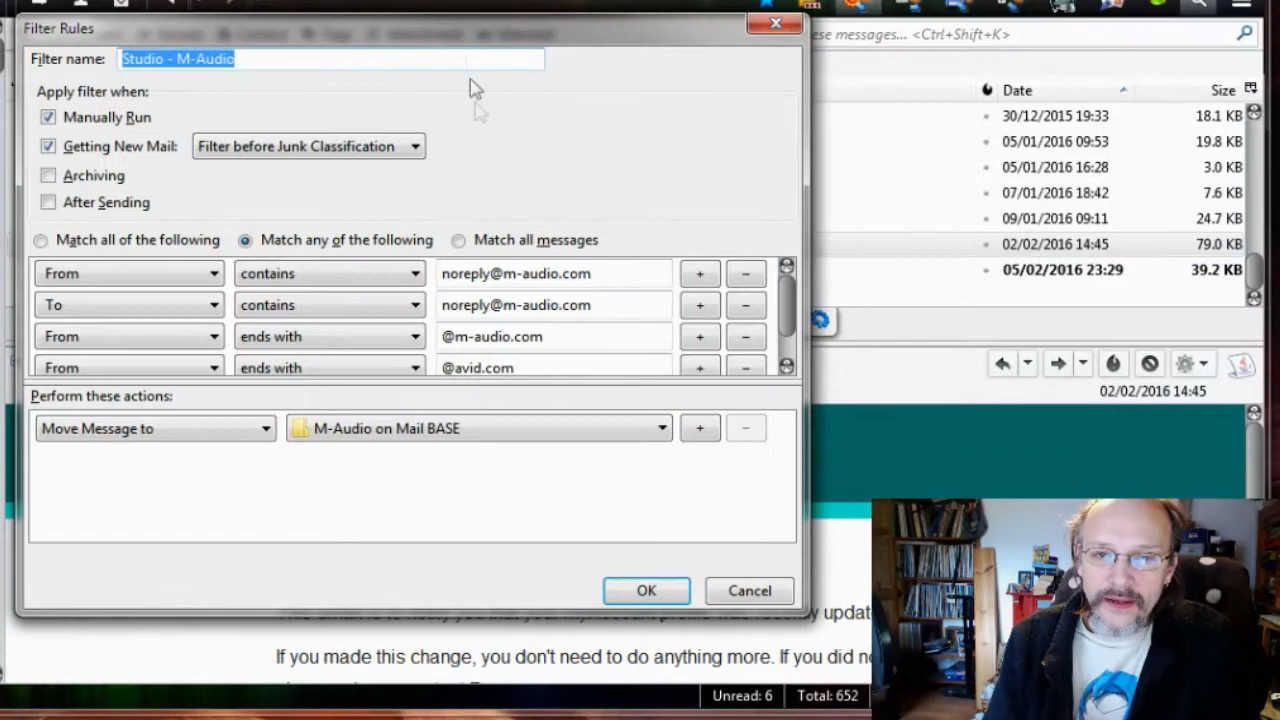 Filter Rules
ese messages... <Ctrl+Shift+K>
Filter name: Studio - M-Audio
Apply filter when:
Date Size
Manually Run
30/12/2015 19:33 18.1 KB
Getting New Mail: Filter before Junk Classification
05/01/2016 09:53 19.8 KB
05/01/2016 16:28 3.0 KB
Archiving
07/01/2016 18:42 7.6 KB
After Sending
09/01/2016 09:11 24.7 KB
Match all of the following Match any of the following Match all messages
02/02/2016 14:45 79.0 KB
From contains noreply@m-audio.com + -
05/02/2016 23:29 39.2 KB
To contains noreply@m-audio.com + -
From ends with @m-audio.com + -
From ends with @avid.com + -
02/02/2016 14:45
Perform these actions:
Move Message to M-Audio on Mail BASE + -
OK Cancel
If you made this change, you don't need to do anything more. If you did no
Unread: 6 Total: 652